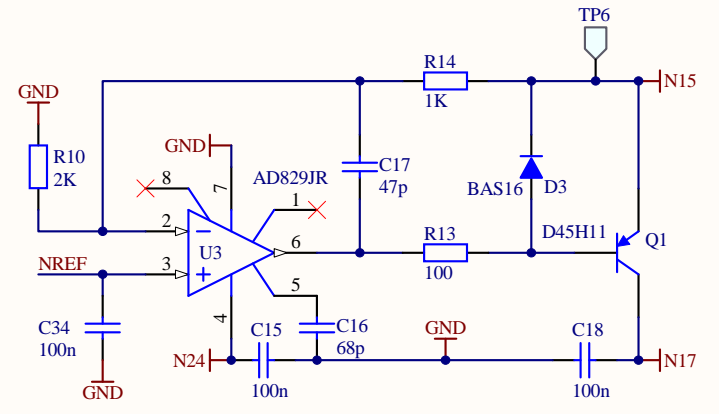 TP6
R14
1K
N15
GND
R10
2K
GND
8
7
AD829JR
1
C17
47p
BAS16
D3
2
U3
6
R13
100
D45H11
Q1
NREF
3
5
4
C34
100n
GND
N24
C15
100n
C16
68p
GND
C18
100n
N17